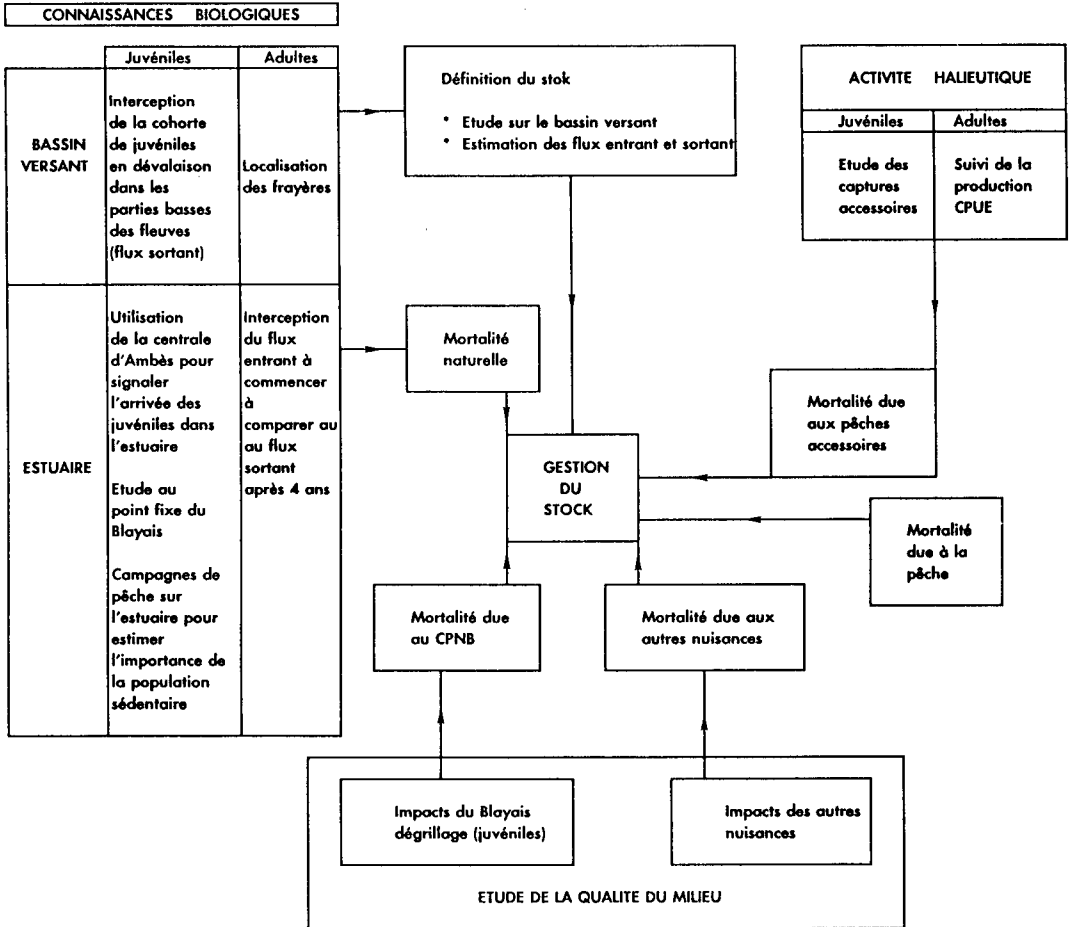 CONNAISSANCES BIOLOGIQUES
Juvéniles
Adultes
BASSIN
VERSANT
Interception
de la cohorte
de juvéniles
en dévalaison
dans les
parties basses
des fleuves
(flux sortant)
Localisation
des frayères
ESTUAIRE
Utilisation
de la centrale
d'Ambès pour
signaler
l'arrivée des
juvéniles dans
l'estuaire
Etude au
point fixe du
Blayais
Campagnes de
pêche sur
l'estuaire pour
estimer
l'importance de
la population
sédentaire
Interception
du flux
entrant à
commencer
à
comparer au
au flux
sortant
après 4 ans
Définition du stok
* Etude sur le bassin versant
* Estimation des flux entrant et sortant
ACTIVITE HALIEUTIQUE
Juvéniles
Adultes
Etude des
captures
accessoires
Suivi de la
production
CPUE
Mortalité
naturelle
Mortalité due
aux pêches
accessoires
GESTION
DU
STOCK
Mortalité
due à la
pêche
Mortalité due
au CPNB
Mortalité due aux
autres nuisances
Impacts du Blayais
dégrillage (juvéniles)
Impacts des autres
nuisances
ETUDE DE LA QUALITE DU MILIEU